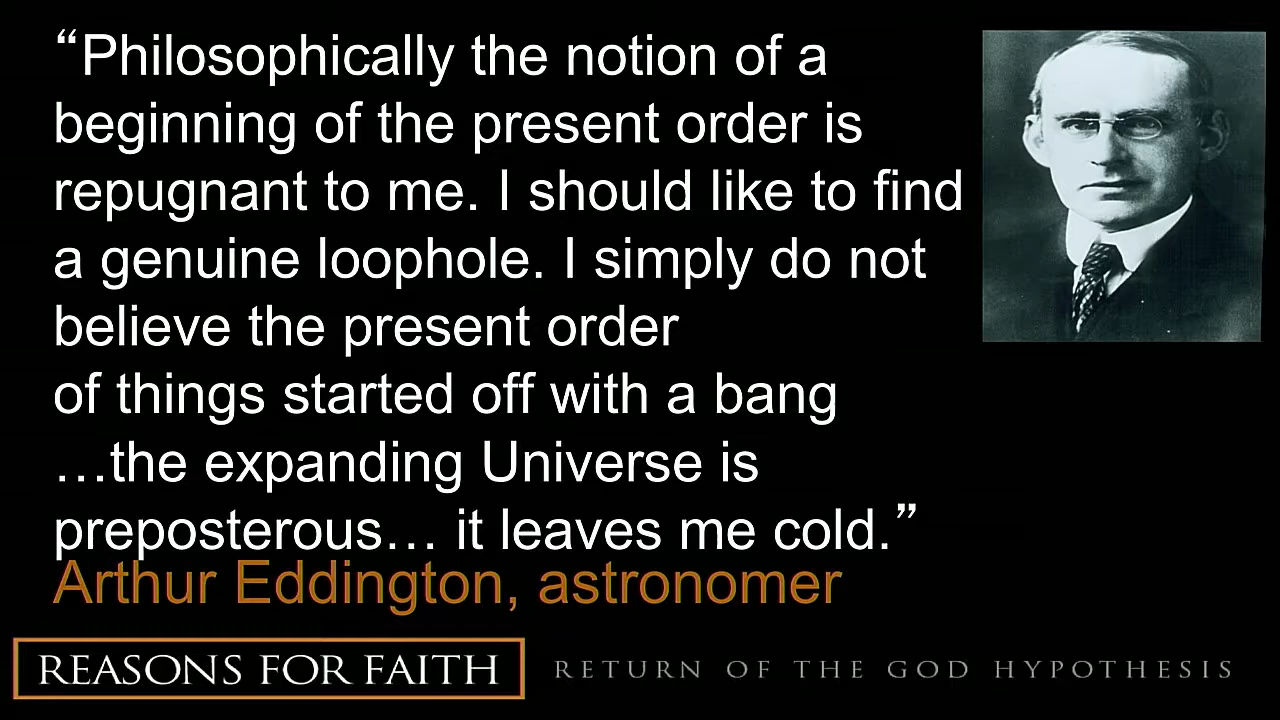 “Philosophically the notion of a
beginning of the present order is
repugnant to me. I should like to find
a genuine loophole. I simply do not
believe the present order
of things started off with a bang
…the expanding Universe is
preposterous… it leaves me cold.”
Arthur Eddington, astronomer
REASONS FOR FAITH
RETURN OF THE GOD HYPOTHESIS